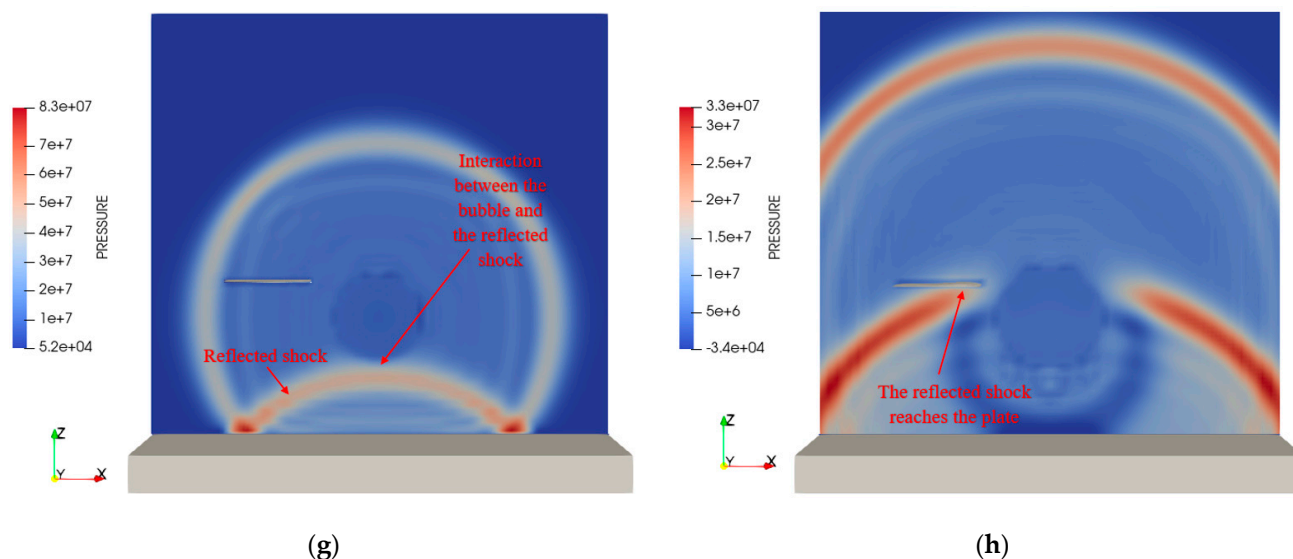 8.3e+07
7e+7
6e+7
5e+7
4e+7
3e+7
2e+7
1e+7
5.2e+04
PRESSURE
Interaction
between the
bubble and
the reflected
shock
Reflected shock
Z
Y
X
(g)
3.3e+07
3e+7
2.5e+7
2e+7
1.5e+7
1e+7
5e+6
-3.4e+04
PRESSURE
The reflected shock
reaches the plate
Z
Y
X
(h)